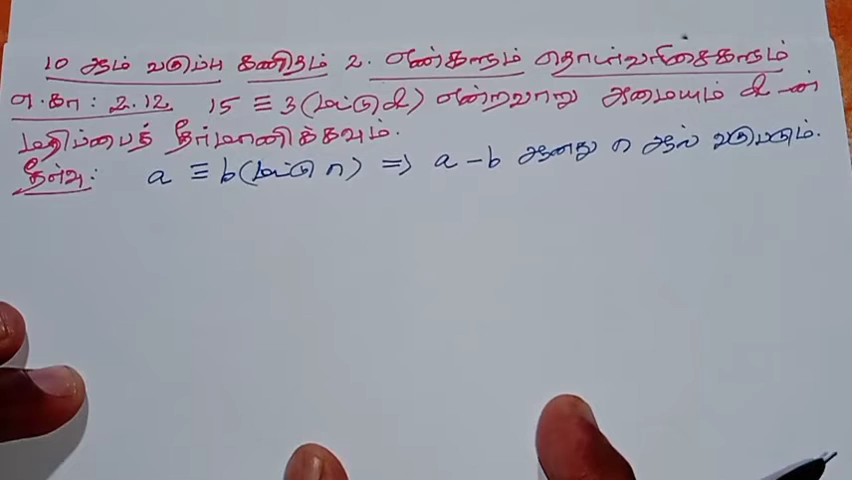 10 ஆம் வகுப்பு கணிதம் 2. எண்களும் தொடர்வரிசைகளும்
எ.கா : 2.12. 15 ≡ 3 (மட்டு d) என்றவாறு அமையும் d -ன்
மதிப்பைத் தீர்மானிக்கவும்.
தீர்வு : a ≡ b (மட்டு n) => a - b ஆனது n ஆல் வகுபடும்.